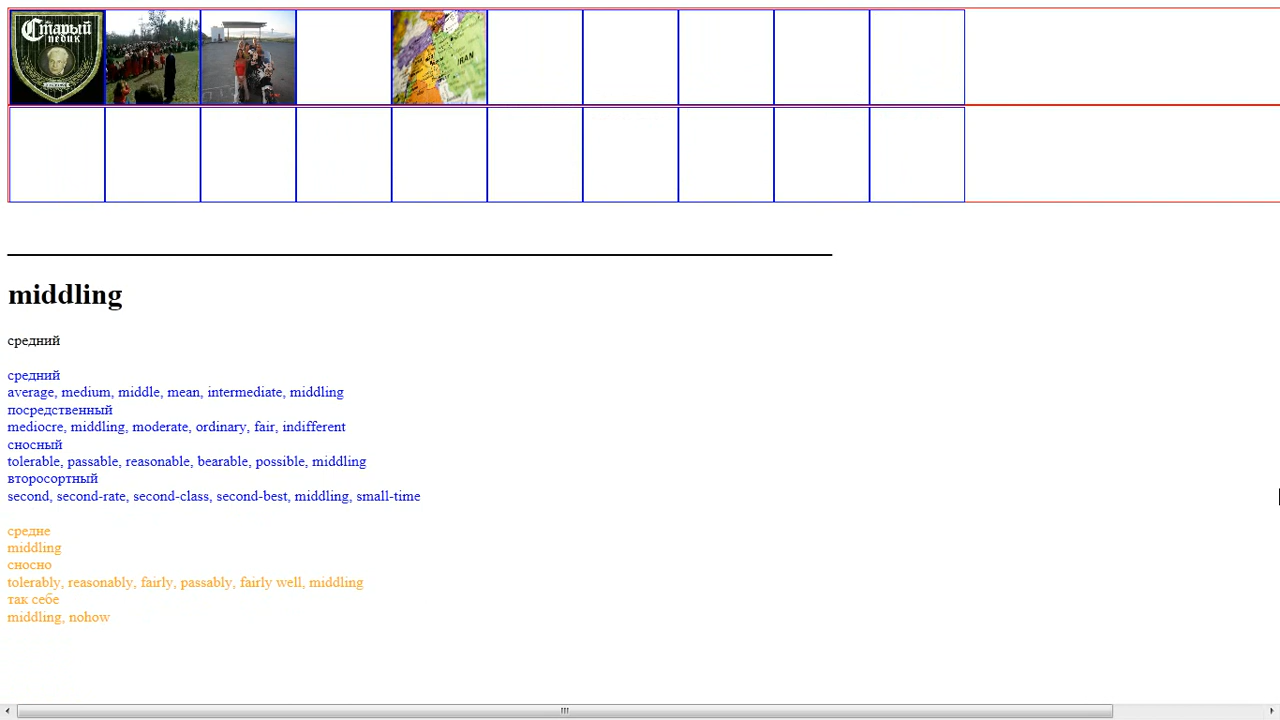 Старый
педик
IRAN
middling
средний
средний
average, medium, middle, mean, intermediate, middling
посредственный
mediocre, middling, moderate, ordinary, fair, indifferent
сносный
tolerable, passable, reasonable, bearable, possible, middling
второсортный
second, second-rate, second-class, second-best, middling, small-time
средне
middling
сносно
tolerably, reasonably, fairly, passably, fairly well, middling
так себе
middling, nohow